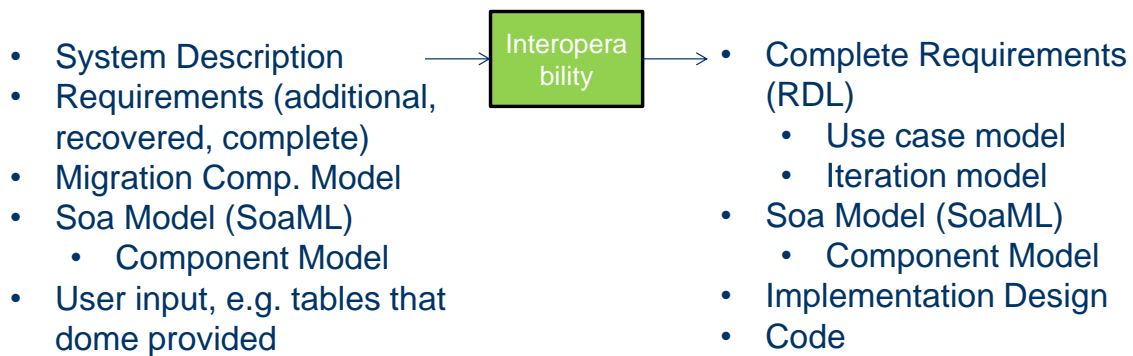 • System Description
• Requirements (additional,
recovered, complete)
• Migration Comp. Model
• Soa Model (SoaML)
• Component Model
• User input, e.g. tables that
dome provided
Interopera
bility
• Complete Requirements
(RDL)
• Use case model
• Iteration model
• Soa Model (SoaML)
• Component Model
• Implementation Design
• Code